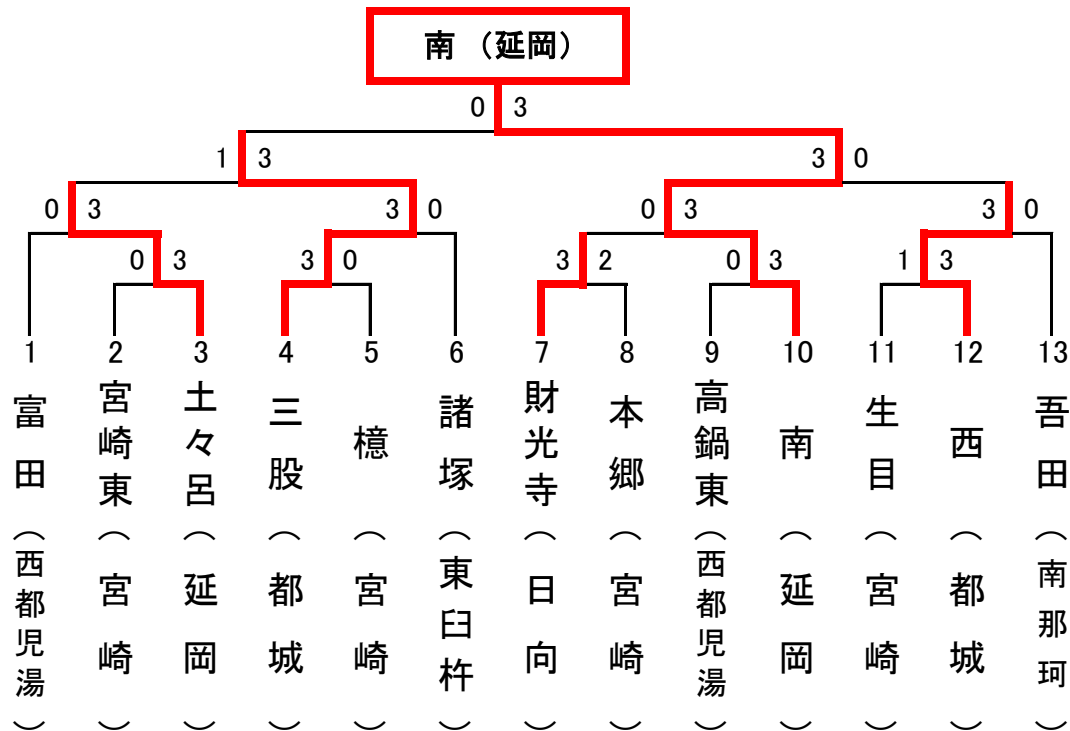 南 （延岡）
0 3
1 3 3 0
0 3 3 0 0 3 3 0
0 3 3 0 3 2 0 3 1 3
1 2 3 4 5 6 7 8 9 10 11 12 13
富田（西都児湯）
宮崎東（宮崎）
土々呂（延岡）
三股（都城）
檍（宮崎）
諸塚（東臼杵）
財光寺（日向）
本郷（宮崎）
高鍋東（西都児湯）
南（延岡）
生目（宮崎）
西（都城）
吾田（南那珂）